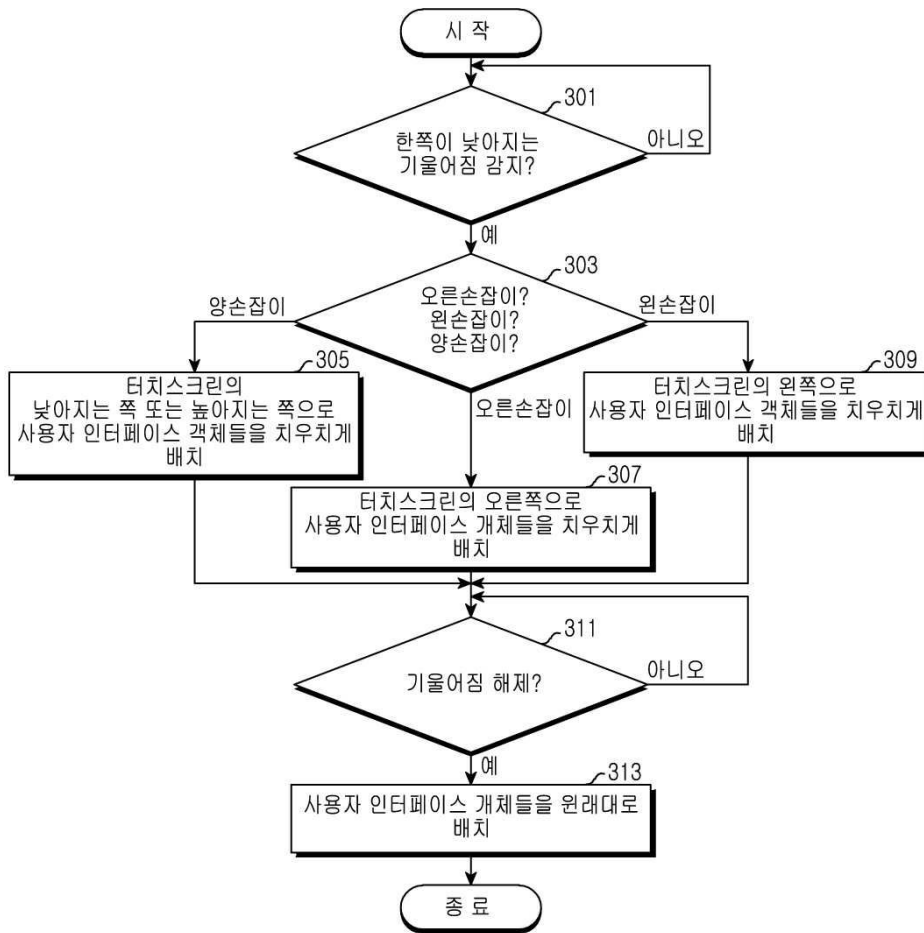 시 작
301
한쪽이 낮아지는
기울어짐 감지?
아니오
예
303
오른손잡이?
왼손잡이?
양손잡이?
양손잡이
왼손잡이
305
터치스크린의
낮아지는 쪽 또는 높아지는 쪽으로
사용자 인터페이스 객체들을 치우치게
배치
309
터치스크린의 왼쪽으로
사용자 인터페이스 객체들을 치우치게
배치
오른손잡이
307
터치스크린의 오른쪽으로
사용자 인터페이스 개체들을 치우치게
배치
311
기울어짐 해제?
아니오
예
313
사용자 인터페이스 개체들을 윈래대로
배치
종 료